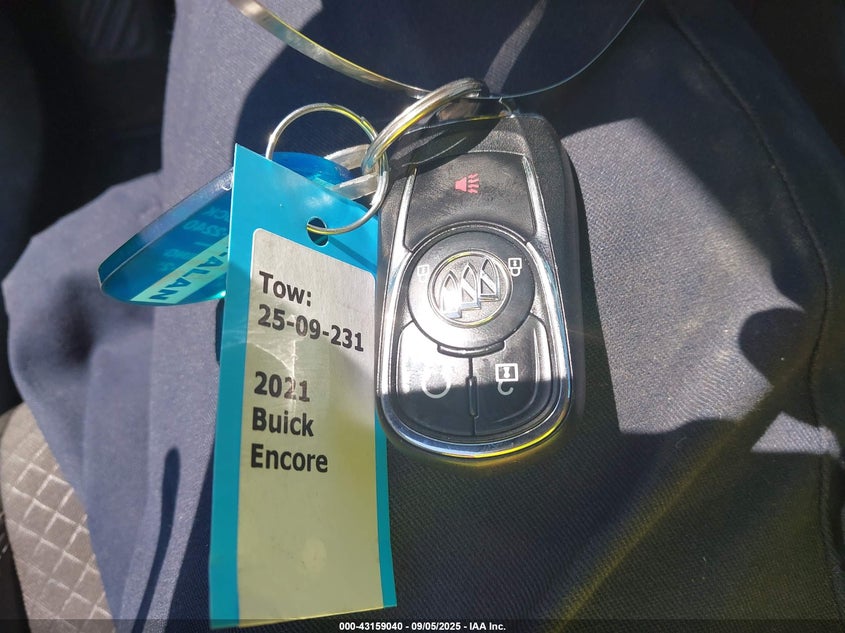 Tow:
25-09-231
2021
Buick
Encore
000-43159040 - 09/05/2025 - IAA Inc.